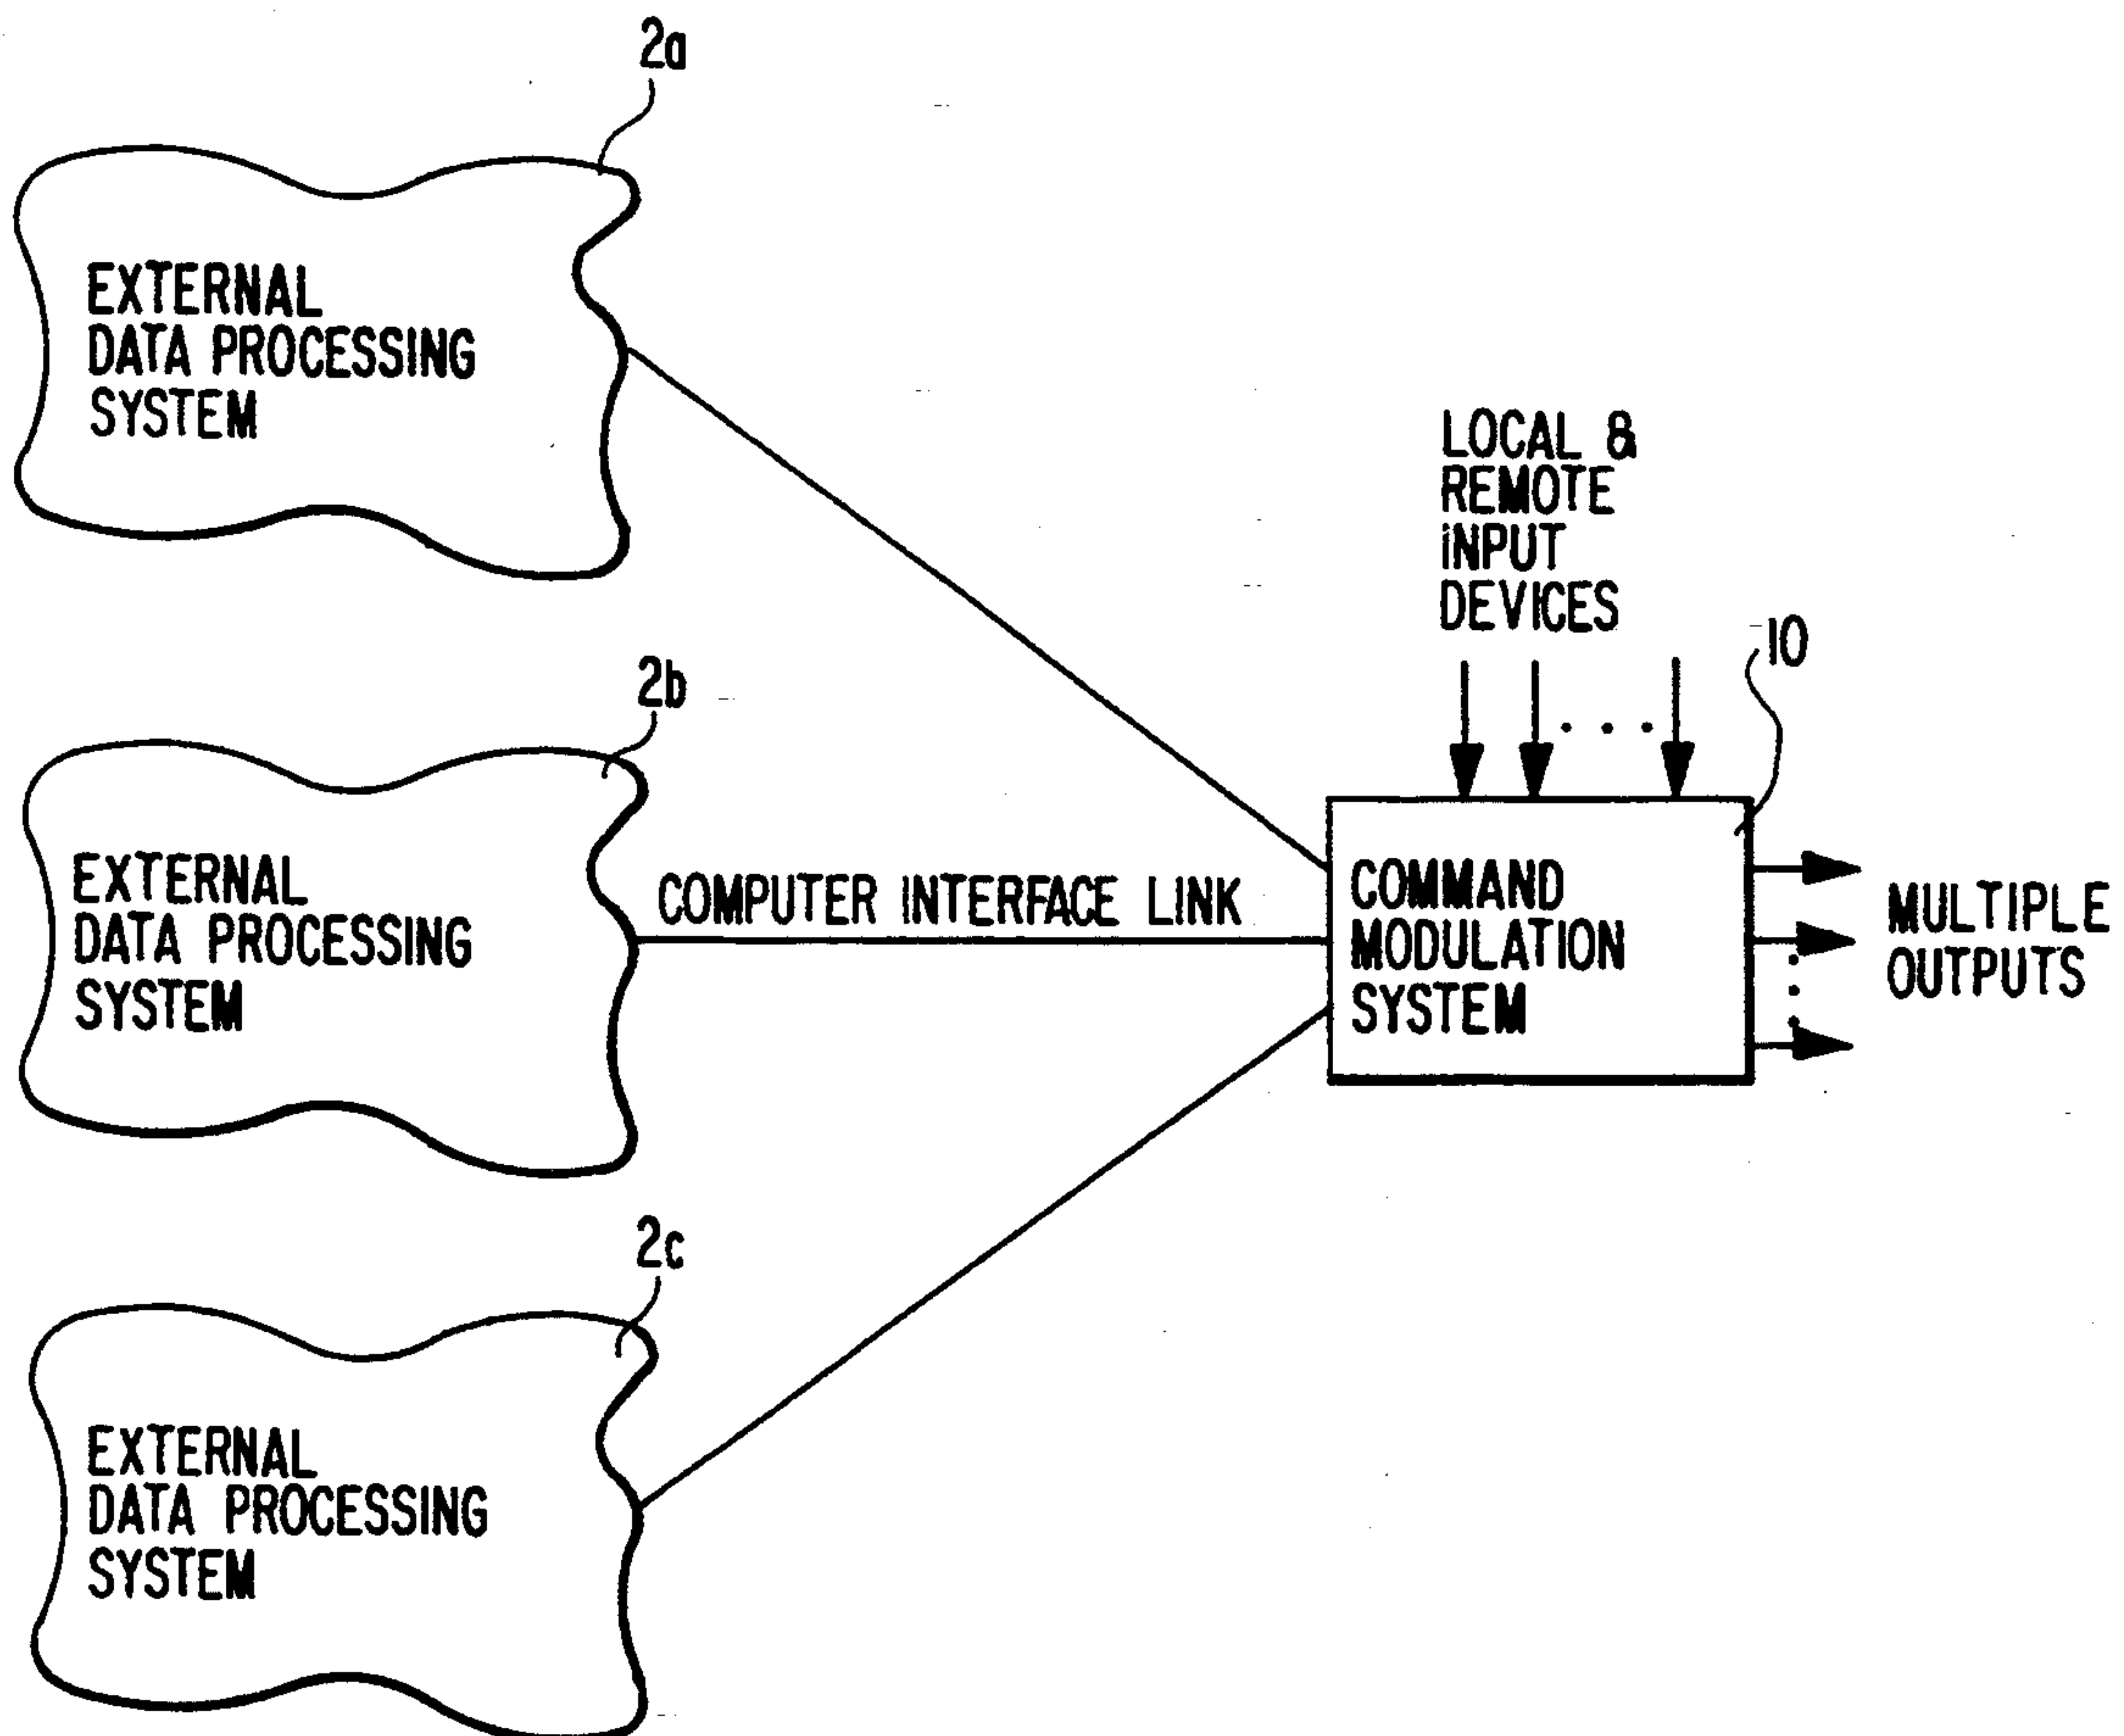 2a
EXTERNAL
DATA PROCESSING
SYSTEM
LOCAL &
REMOTE
INPUT
DEVICES
10
2b
EXTERNAL
DATA PROCESSING
SYSTEM
COMPUTER INTERFACE LINK
COMMAND
MODULATION
SYSTEM
MULTIPLE
OUTPUTS
2c
EXTERNAL
DATA PROCESSING
SYSTEM